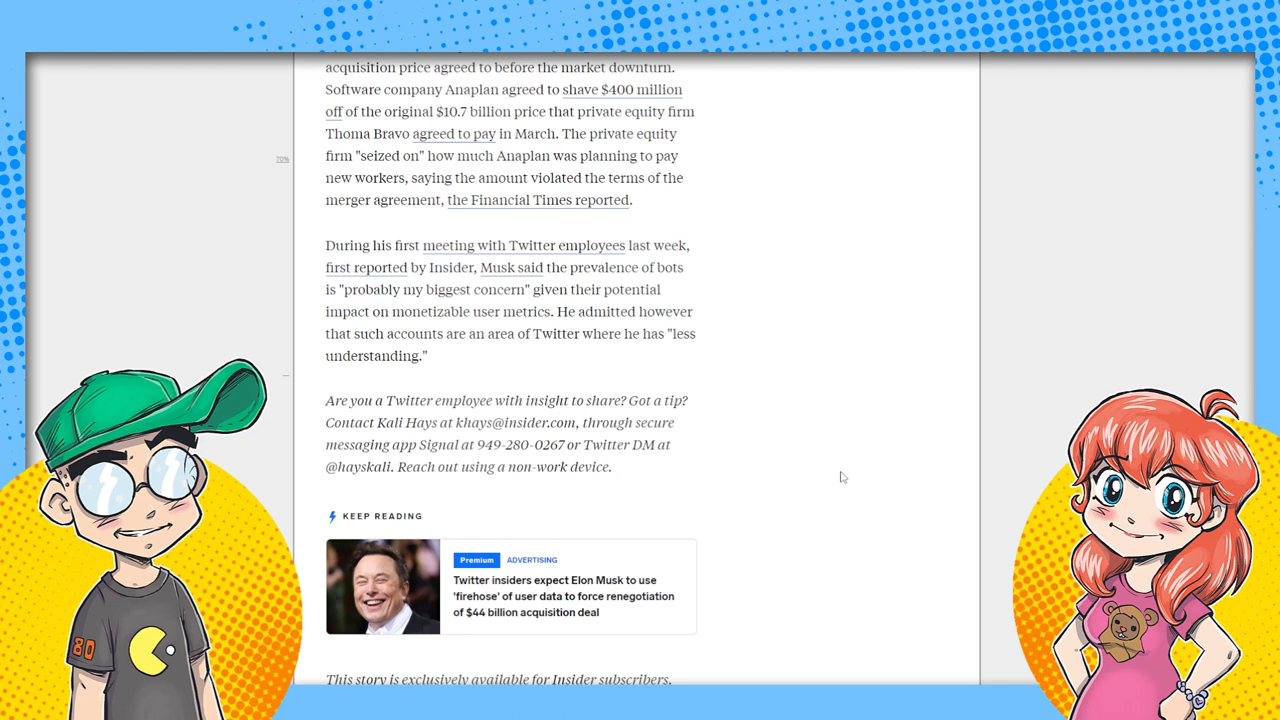 acquisition price agreed to before the market downturn.
Software company Anaplan agreed to shave $400 million
off of the original $10.7 billion price that private equity firm
Thoma Bravo agreed to pay in March. The private equity
firm "seized on" how much Anaplan was planning to pay
new workers, saying the amount violated the terms of the
merger agreement, the Financial Times reported.
70%
During his first meeting with Twitter employees last week,
first reported by Insider, Musk said the prevalence of bots
is "probably my biggest concern" given their potential
impact on monetizable user metrics. He admitted however
that such accounts are an area of Twitter where he has "less
understanding."
Are you a Twitter employee with insight to share? Got a tip?
Contact Kali Hays at khays@insider.com, through secure
messaging app Signal at 949-280-0267 or Twitter DM at
@hayskali. Reach out using a non-work device.
KEEP READING
Premium ADVERTISING
Twitter insiders expect Elon Musk to use
'firehose' of user data to force renegotiation
of $44 billion acquisition deal
This story is exclusively available for Insider subscribers.
80